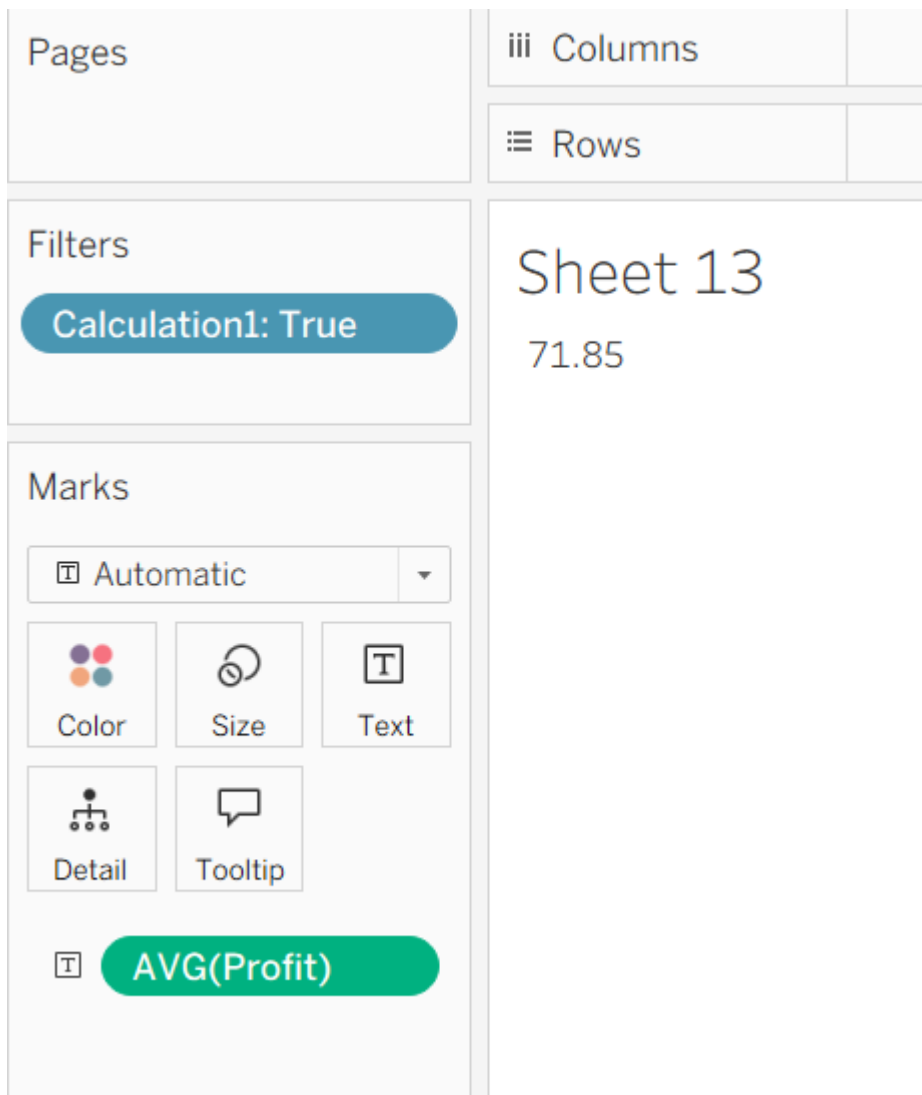 Pages
Columns
Rows
Filters
Calculation1: True
Sheet 13
71.85
Marks
Automatic
Color
Size
T
Text
Detail
Tooltip
AVG(Profit)